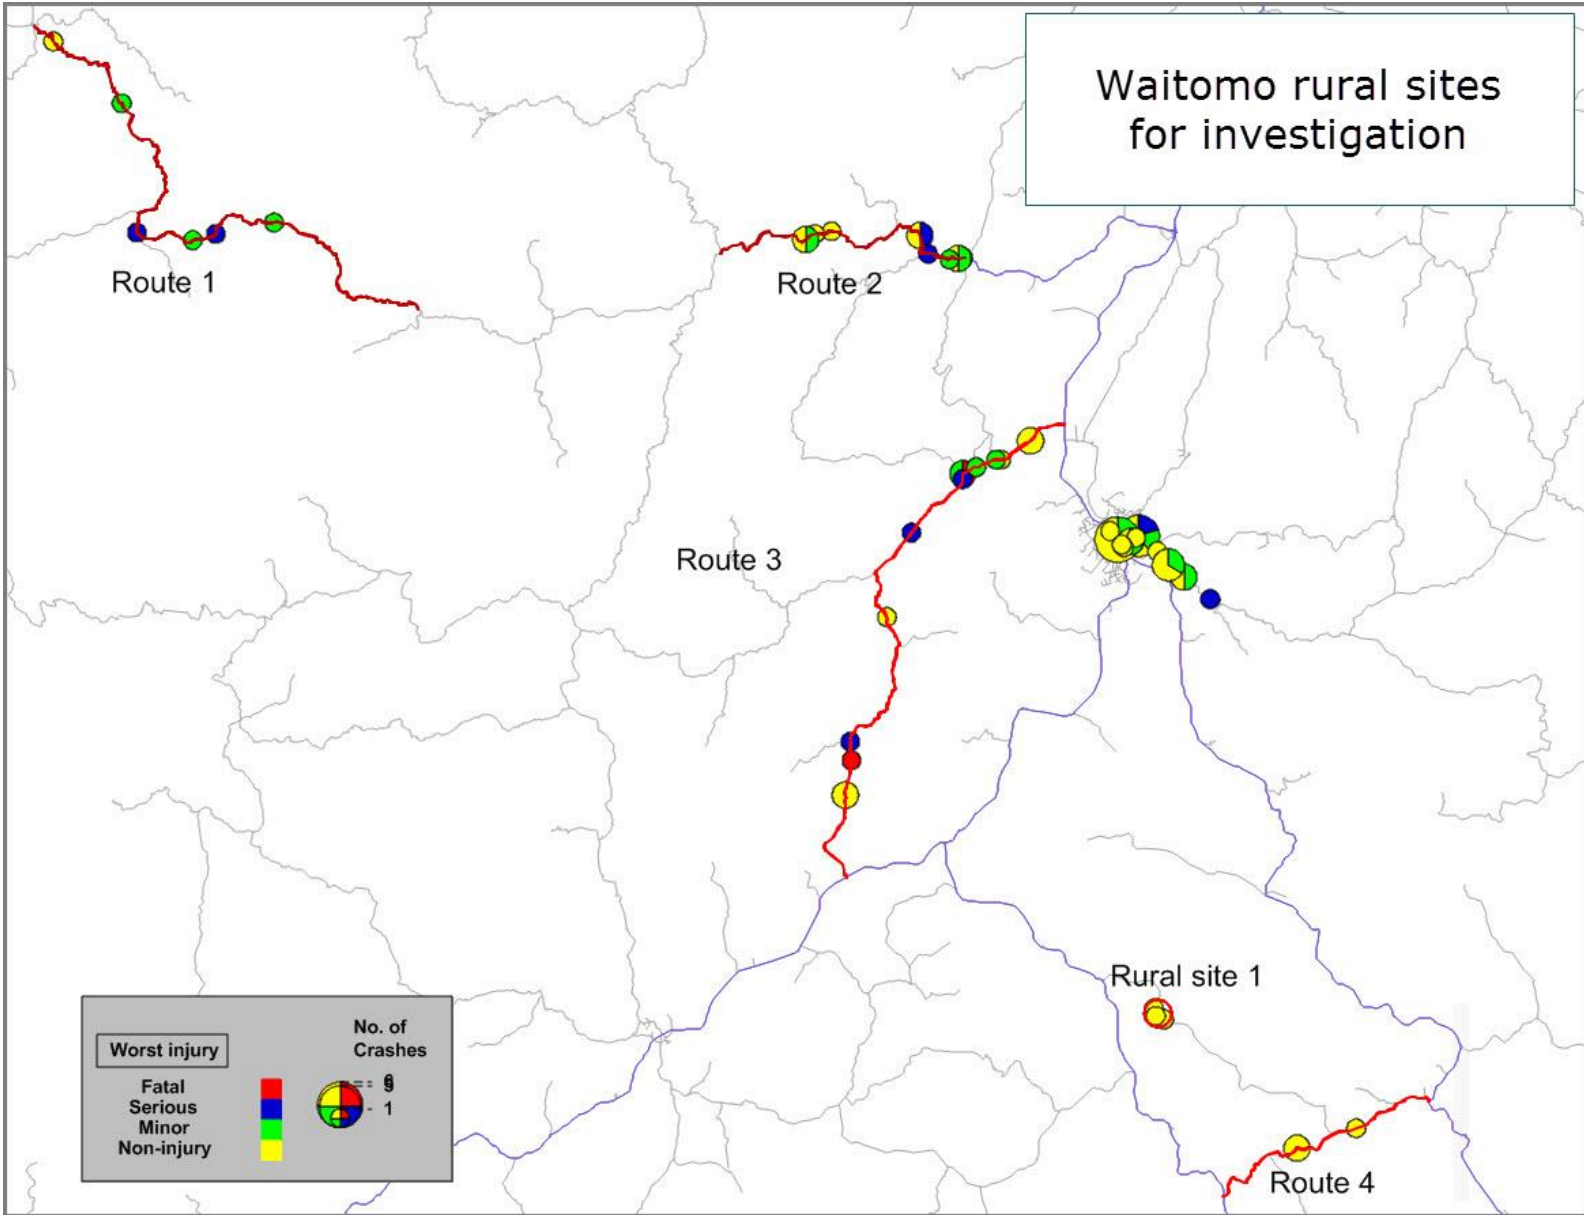 Waitomo rural sites
for investigation
Route 1
Route 2
Route 3
Rural site 1
Route 4
No. of
Crashes
Worst injury
Fatal
Serious
Minor
Non-injury
1